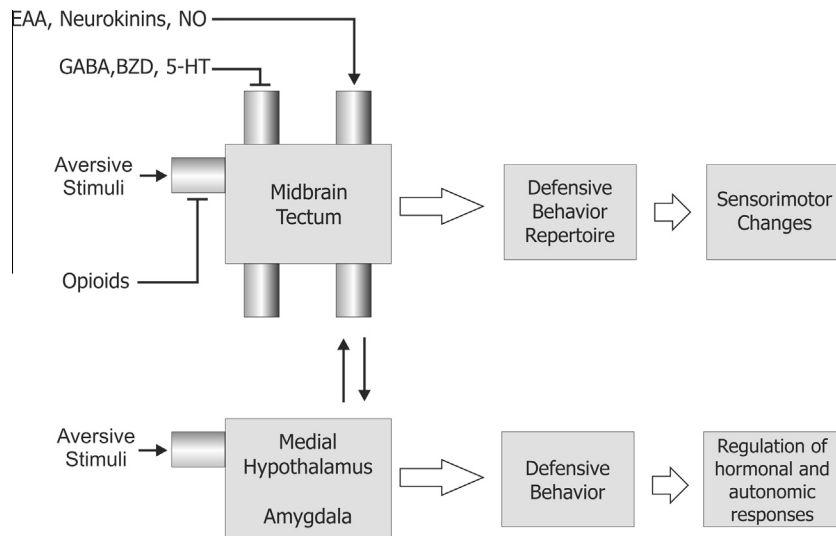 EAA, Neurokinins, NO
GABA,BZD, 5-HT
Aversive
Stimuli
Opioids
Midbrain
Tectum
Defensive
Behavior
Repertoire
Sensorimotor
Changes
Aversive
Stimuli
Medial
Hypothalamus
Amygdala
Defensive
Behavior
Regulation of
hormonal and
autonomic
responses